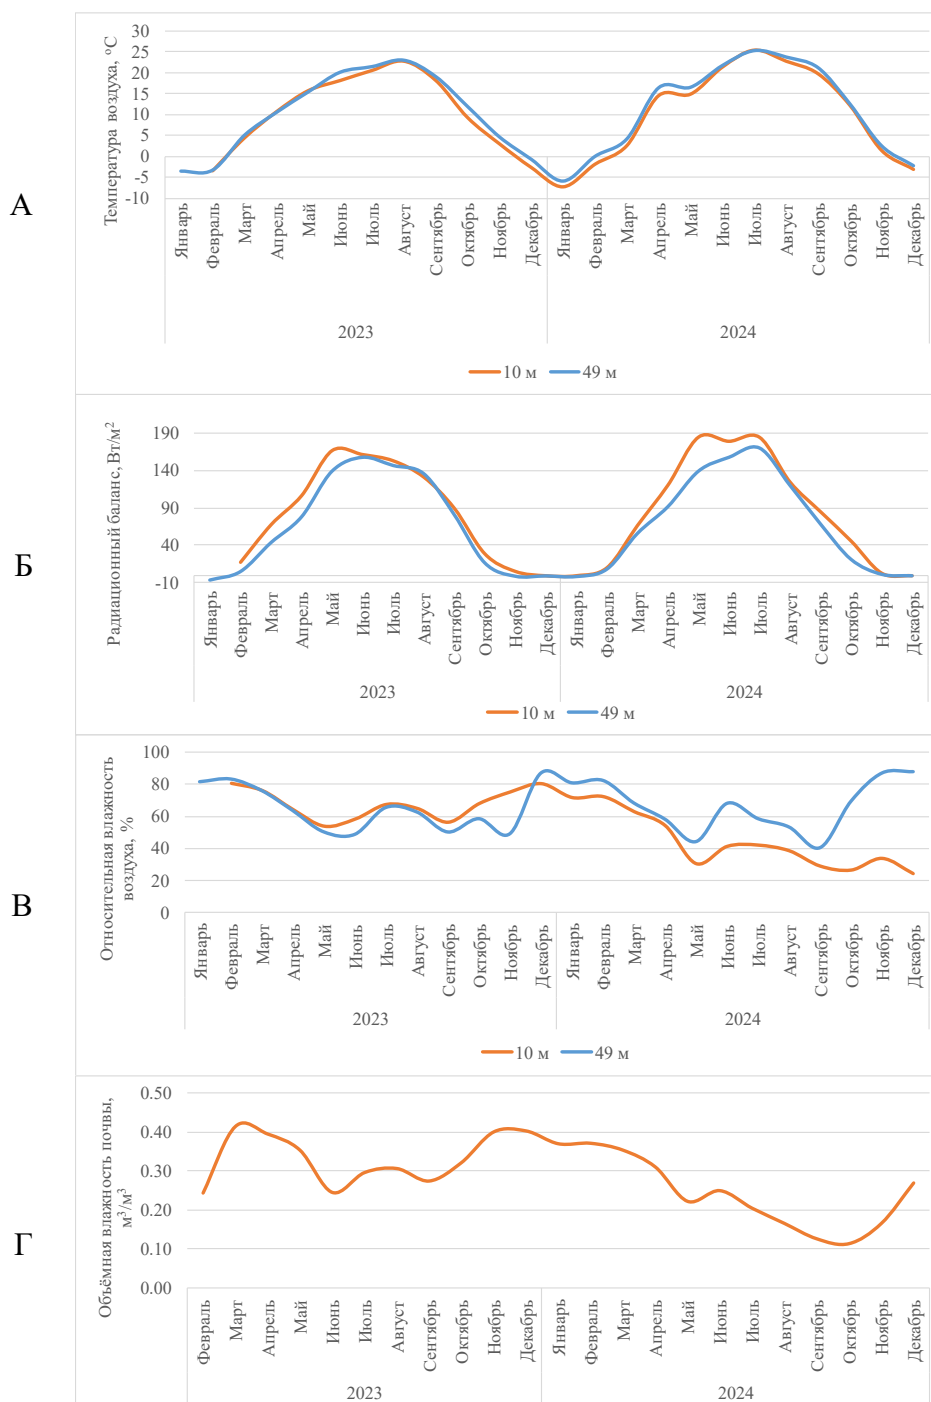 А
Температура воздуха, °С
30
25
20
15
10
5
0
-5
-10
Январь
Февраль
Март
Апрель
Май
Июнь
Июль
Август
Сентябрь
Октябрь
Ноябрь
Декабрь
Январь
Февраль
Март
Апрель
Май
Июнь
Июль
Август
Сентябрь
Октябрь
Ноябрь
Декабрь
2023 2024
10 м 49 м
Б
Радиационный баланс, Вт/м²
190
140
90
40
-10
Январь
Февраль
Март
Апрель
Май
Июнь
Июль
Август
Сентябрь
Октябрь
Ноябрь
Декабрь
Январь
Февраль
Март
Апрель
Май
Июнь
Июль
Август
Сентябрь
Октябрь
Ноябрь
Декабрь
2023 2024
10 м 49 м
В
Относительная влажность
воздуха, %
100
80
60
40
20
0
Январь
Февраль
Март
Апрель
Май
Июнь
Июль
Август
Сентябрь
Октябрь
Ноябрь
Декабрь
Январь
Февраль
Март
Апрель
Май
Июнь
Июль
Август
Сентябрь
Октябрь
Ноябрь
Декабрь
2023 2024
10 м 49 м
Г
Объёмная влажность почвы,
м³/м³
0.50
0.40
0.30
0.20
0.10
0.00
Февраль
Март
Апрель
Май
Июнь
Июль
Август
Сентябрь
Октябрь
Ноябрь
Декабрь
Январь
Февраль
Март
Апрель
Май
Июнь
Июль
Август
Сентябрь
Октябрь
Ноябрь
Декабрь
2023 2024